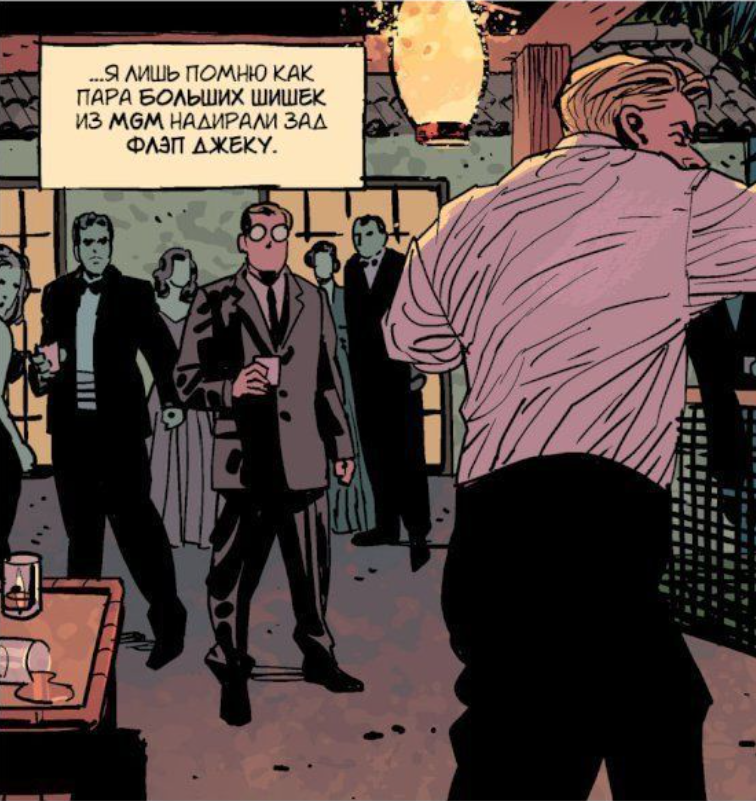 ...Я ЛИШЬ ПОМНЮ КАК
ПАРА БОЛЬШИХ ШИШЕК
ИЗ MGM НАДИРАЛИ ЗАД
ФЛЭП ДЖЕКУ.